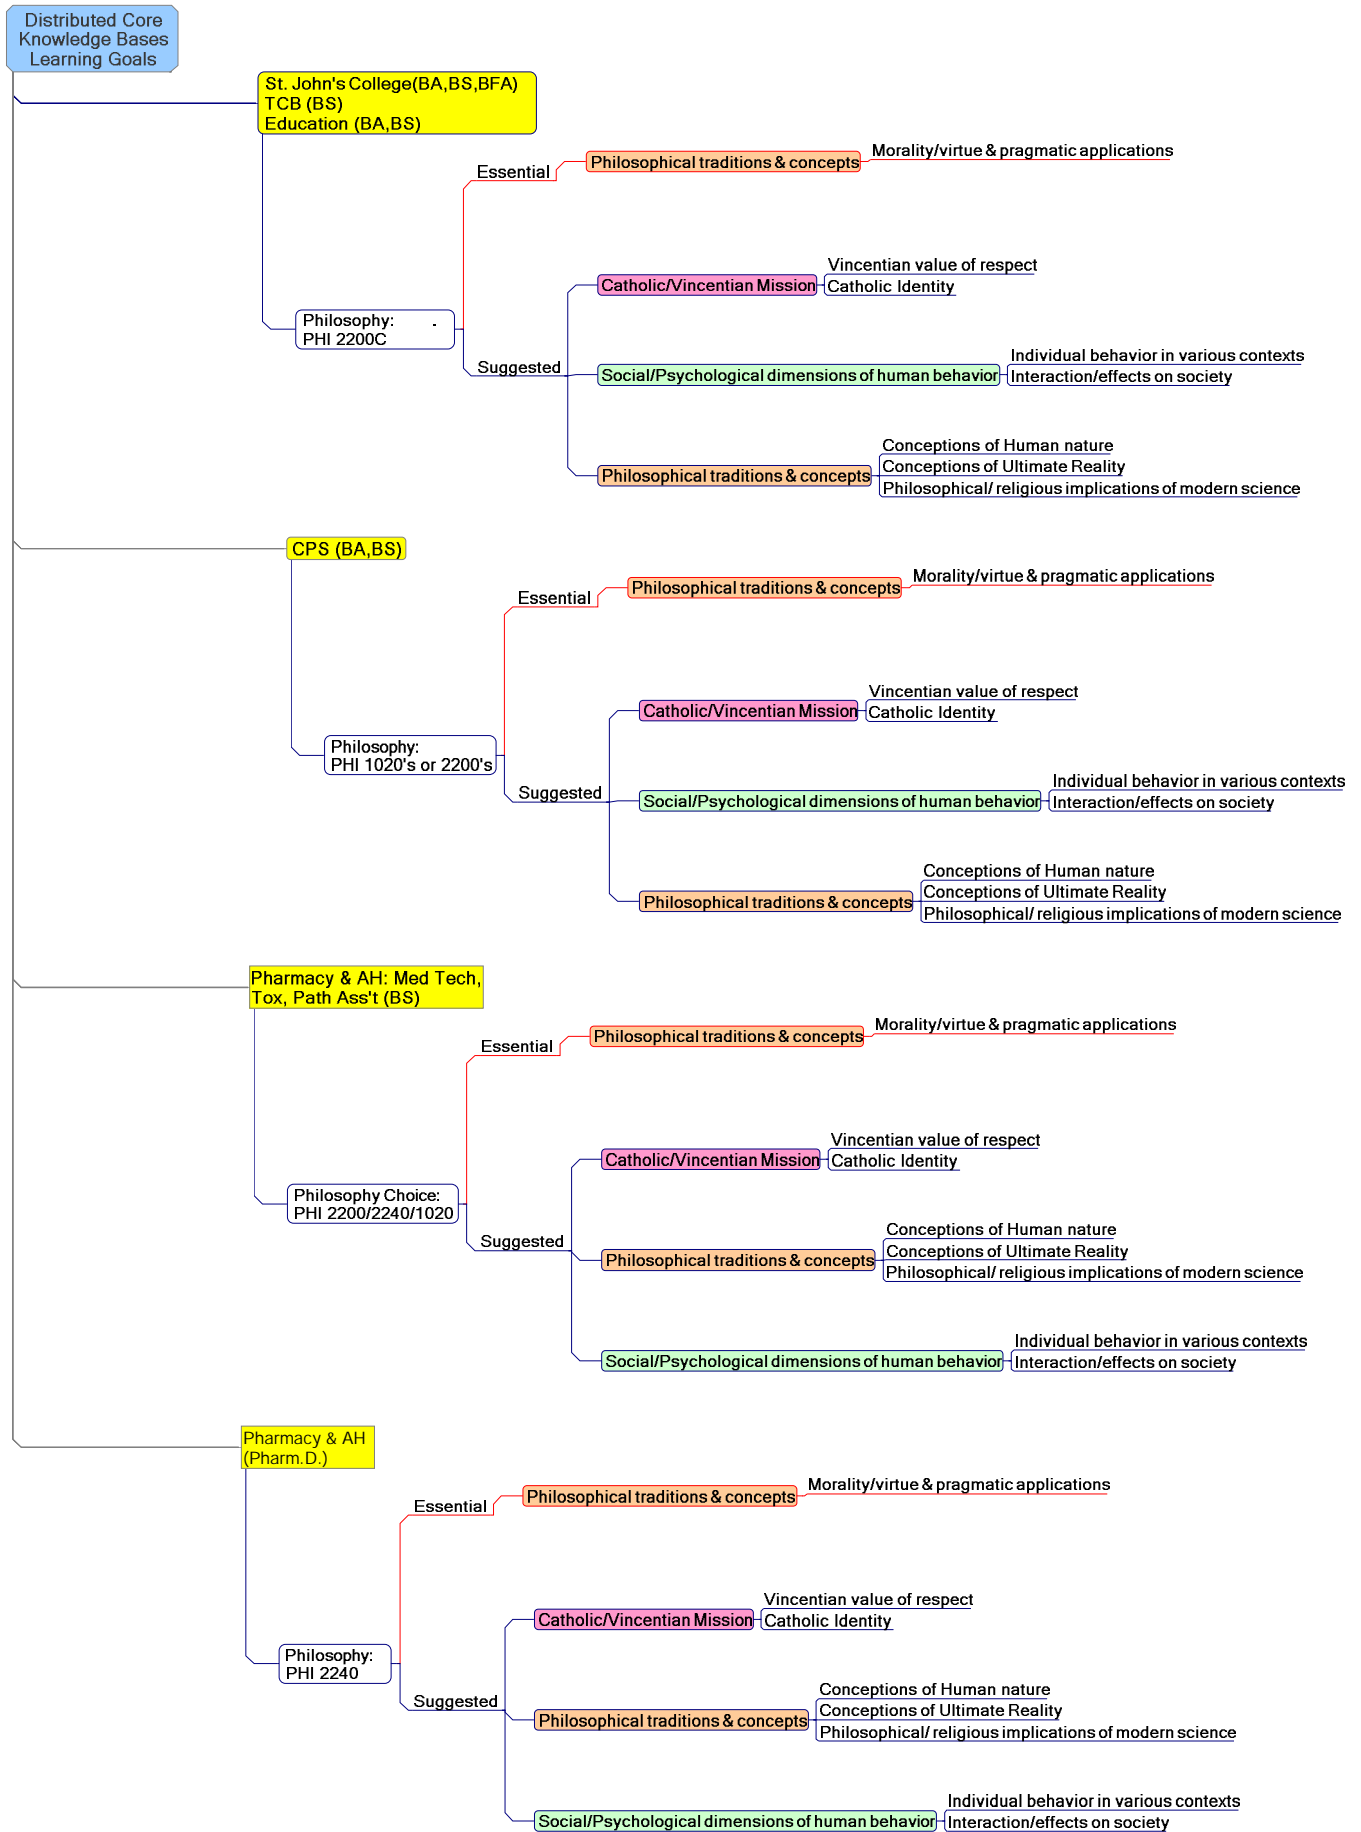 Distributed Core
Knowledge Bases
Learning Goals
St. John's College(BA,BS,BFA)
TCB (BS)
Education (BA,BS)
Essential
Philosophical traditions & concepts
Morality/virtue & pragmatic applications
Philosophy: -
PHI 2200C
Suggested
Catholic/Vincentian Mission
Vincentian value of respect
Catholic Identity
Social/Psychological dimensions of human behavior
Individual behavior in various contexts
Interaction/effects on society
Philosophical traditions & concepts
Conceptions of Human nature
Conceptions of Ultimate Reality
Philosophical/ religious implications of modern science
CPS (BA,BS)
Essential
Philosophical traditions & concepts
Morality/virtue & pragmatic applications
Philosophy:
PHI 1020's or 2200's
Suggested
Catholic/Vincentian Mission
Vincentian value of respect
Catholic Identity
Social/Psychological dimensions of human behavior
Individual behavior in various contexts
Interaction/effects on society
Philosophical traditions & concepts
Conceptions of Human nature
Conceptions of Ultimate Reality
Philosophical/ religious implications of modern science
Pharmacy & AH: Med Tech,
Tox, Path Ass't (BS)
Essential
Philosophical traditions & concepts
Morality/virtue & pragmatic applications
Philosophy Choice:
PHI 2200/2240/1020
Suggested
Catholic/Vincentian Mission
Vincentian value of respect
Catholic Identity
Philosophical traditions & concepts
Conceptions of Human nature
Conceptions of Ultimate Reality
Philosophical/ religious implications of modern science
Social/Psychological dimensions of human behavior
Individual behavior in various contexts
Interaction/effects on society
Pharmacy & AH
(Pharm.D.)
Essential
Philosophical traditions & concepts
Morality/virtue & pragmatic applications
Philosophy:
PHI 2240
Suggested
Catholic/Vincentian Mission
Vincentian value of respect
Catholic Identity
Philosophical traditions & concepts
Conceptions of Human nature
Conceptions of Ultimate Reality
Philosophical/ religious implications of modern science
Social/Psychological dimensions of human behavior
Individual behavior in various contexts
Interaction/effects on society